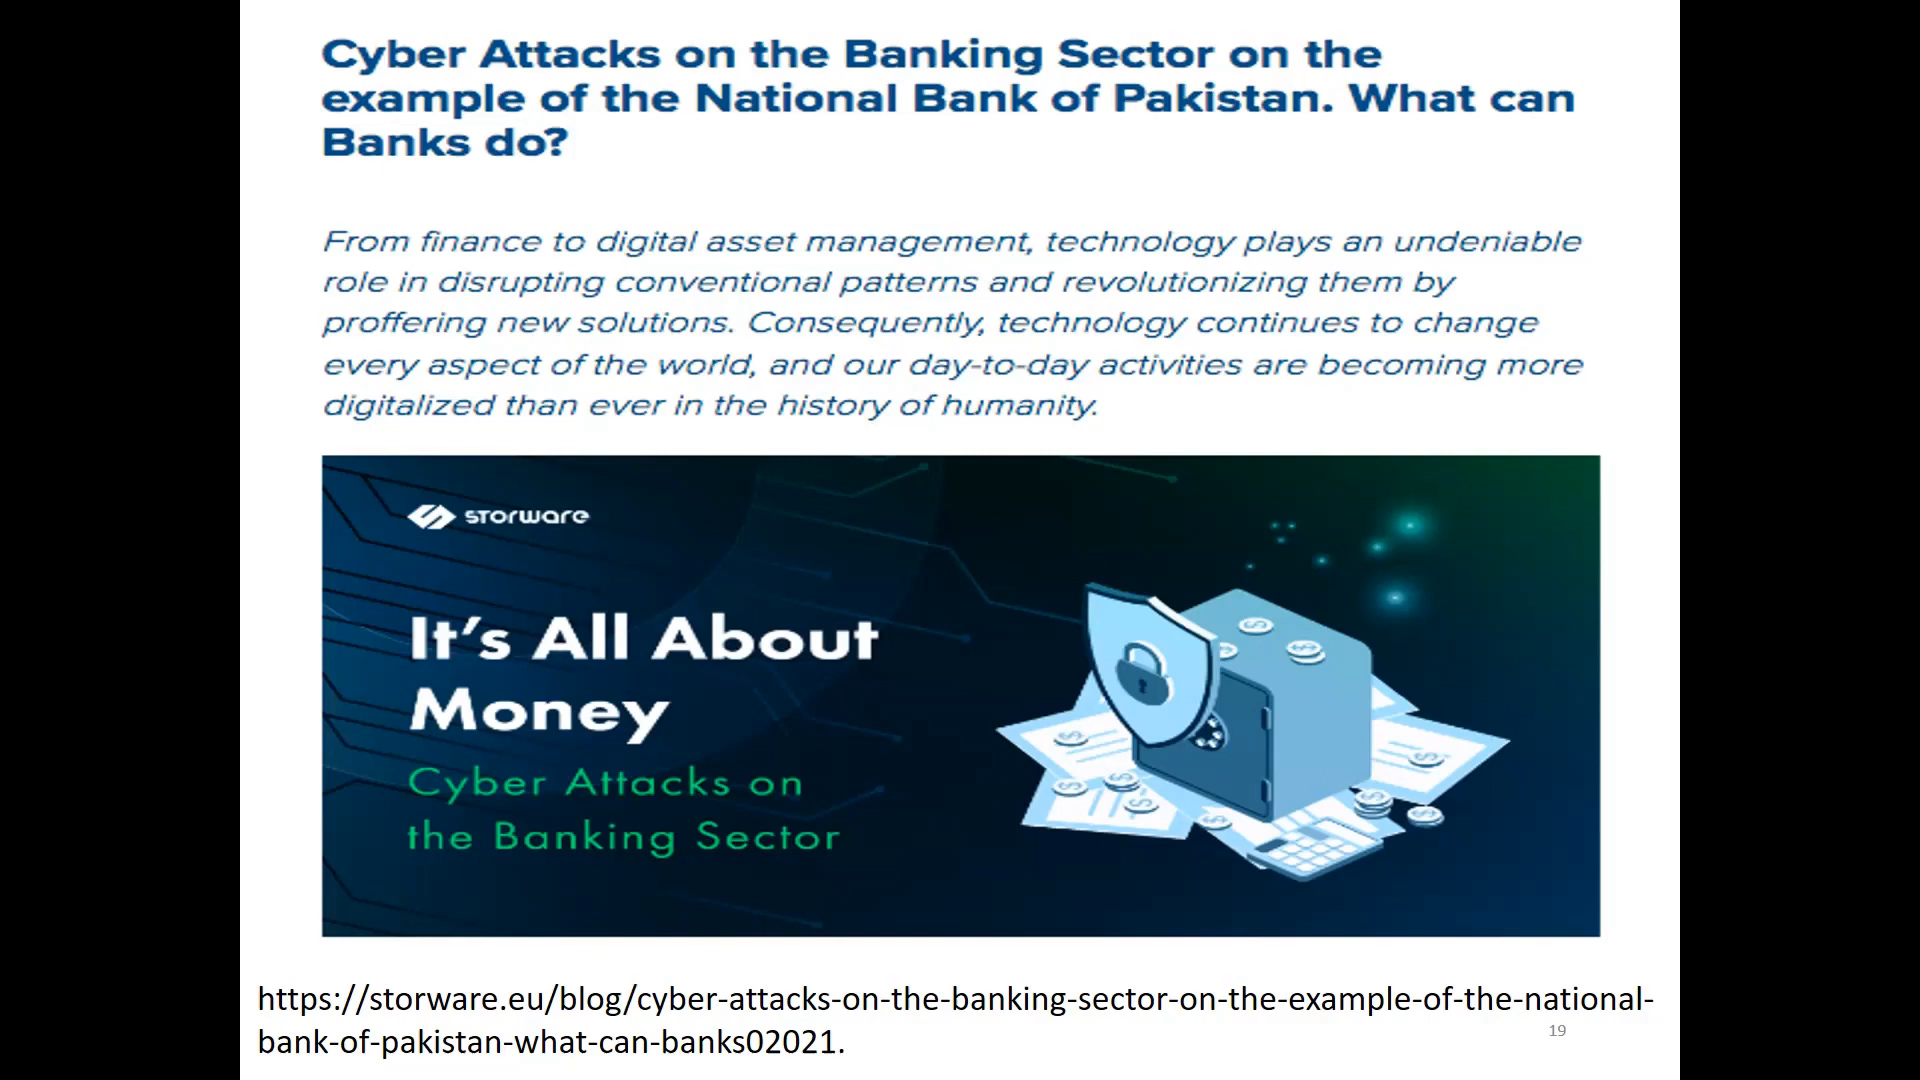 Cyber Attacks on the Banking Sector on the
example of the National Bank of Pakistan. What can
Banks do?
From finance to digital asset management, technology plays an undeniable
role in disrupting conventional patterns and revolutionizing them by
proffering new solutions. Consequently, technology continues to change
every aspect of the world, and our day-to-day activities are becoming more
digitalized than ever in the history of humanity.
storware
It's All About
Money
Cyber Attacks on
the Banking Sector
https://storware.eu/blog/cyber-attacks-on-the-banking-sector-on-the-example-of-the-national-
bank-of-pakistan-what-can-banks02021.
19